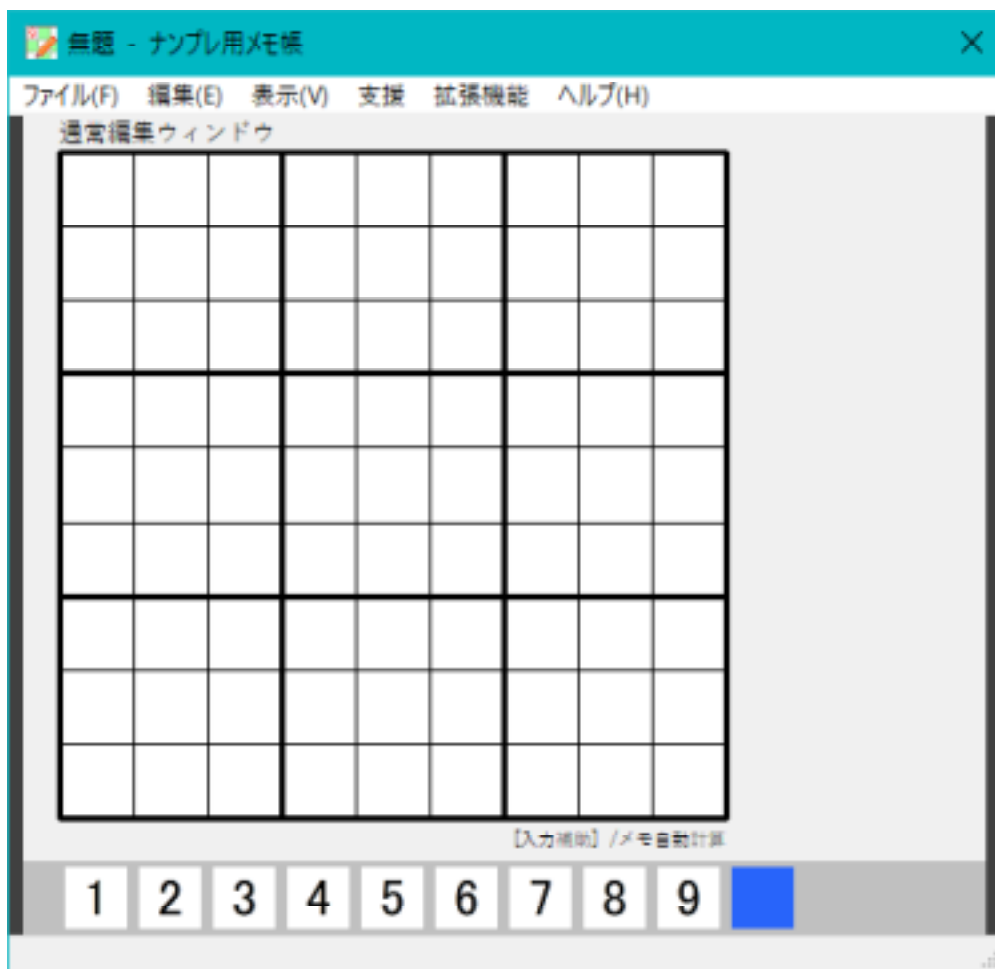 無題 - ナンプレ用メモ帳
ファイル(F) 編集(E) 表示(V) 支援 拡張機能 ヘルプ(H)
通常編集ウィンドウ
【入力補助】/メモ自動計算
1 2 3 4 5 6 7 8 9